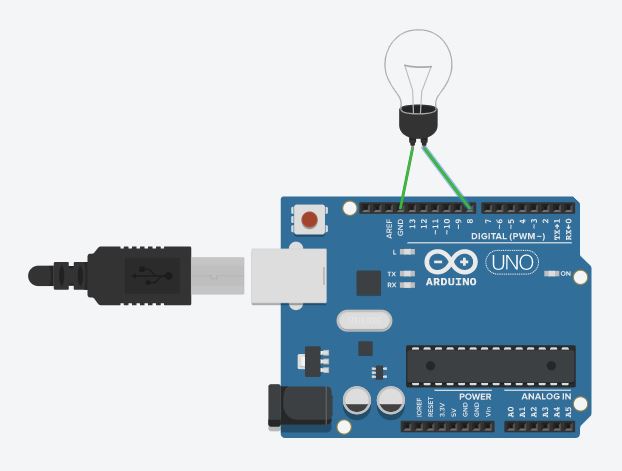 AREF
GND
13
12
~11
~10
~9
8
7
~6
~5
4
~3
2
TX→1
RX←0
DIGITAL (PWM~)
L
TX
RX
ARDUINO
UNO
ON
POWER
ANALOG IN
IOREF
RESET
3.3V
5V
GND
GND
Vin
A0
A1
A2
A3
A4
A5